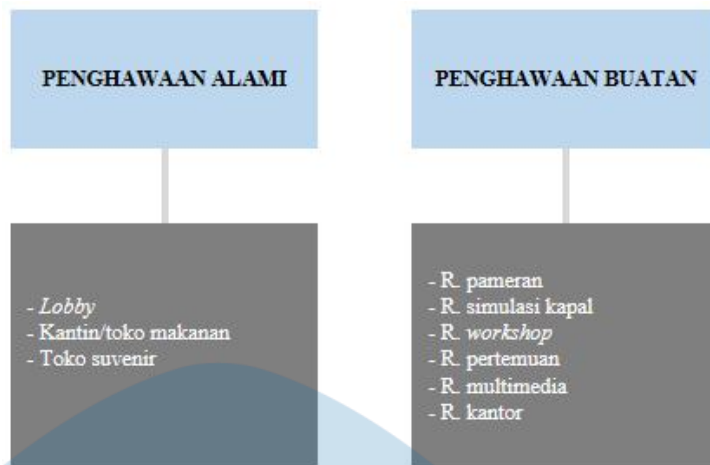 PENGHAWAAN ALAMI
- Lobby
- Kantin/toko makanan
- Toko suvenir
PENGHAWAAN BUATAN
- R. pameran
- R. simulasi kapal
- R. workshop
- R. pertemuan
- R. multimedia
- R. kantor